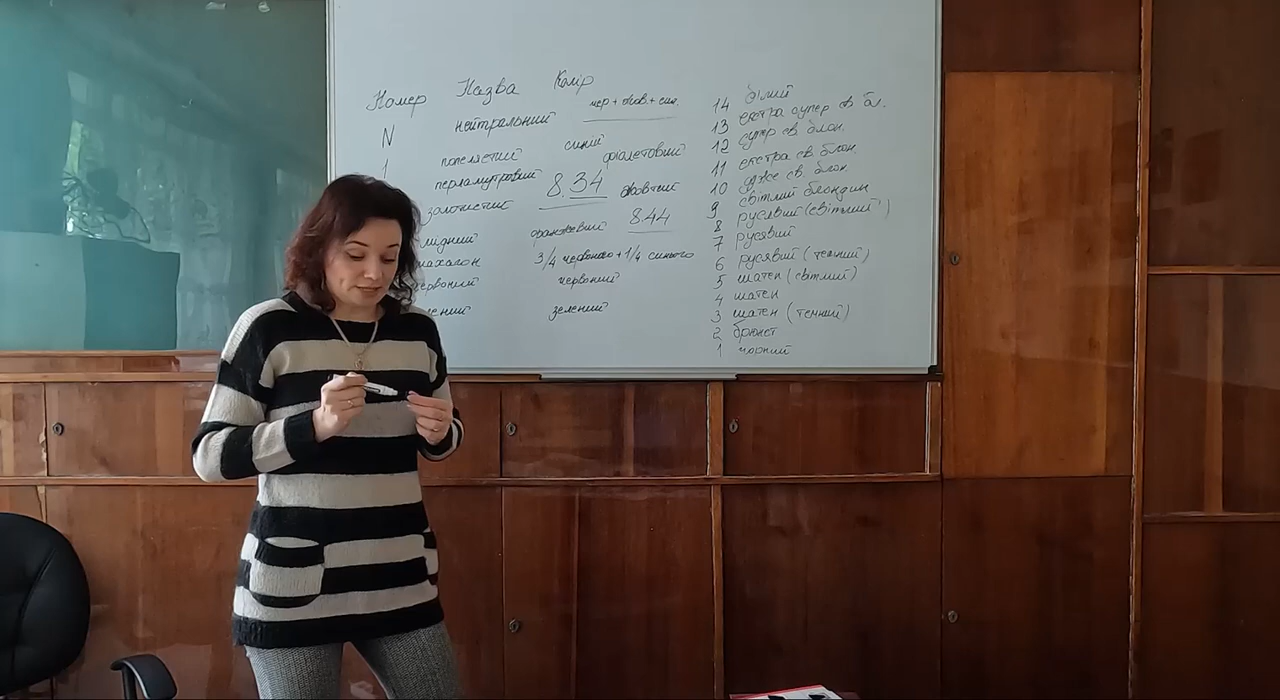 Номер Назва Колір
N нейтральний чер + жов. + син.
1 попелястий синій
перламутровий фіолетовий
золотистий 8.34 жовтий
мідний оранжевий 8.44
махагон 3/4 червоного + 1/4 синього
червоний червоний
зелений
14 білий
13 екстра супер св бл.
12 супер св. блон.
11 екстра св. блон.
10 дуже св. блон
9 світлий блондин
8 русявий (світлий)
7 русявий
6 русявий (темний)
5 шатен (світлий)
4 шатен
3 шатен (темний)
2 брюнет
1 чорний